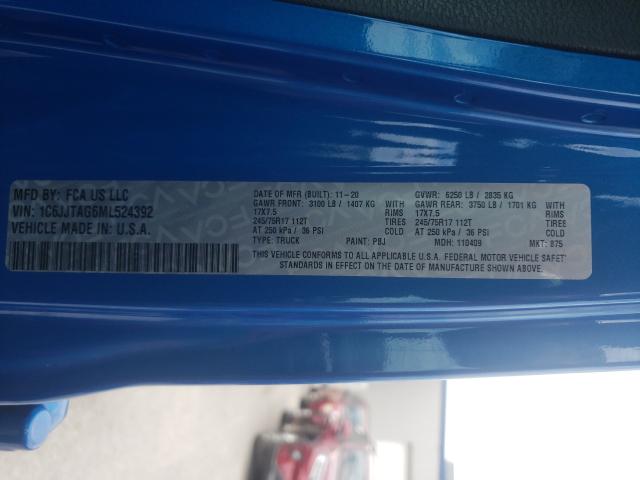 MFD BY: FCA US LLC
VIN: 1C6JJTAG6ML524392
VEHICLE MADE IN: U.S.A.
DATE OF MFR (BUILT): 11-20 GVWR: 6250 LB / 2835 KG
GAWR FRONT: 3100 LB / 1407 KG WITH GAWR REAR: 3750 LB / 1701 KG WITH
17X7.5 RIMS 17X7.5 RIMS
245/75R17 112T TIRES 245/75R17 112T TIRES
AT 250 kPa / 36 PSI COLD AT 250 kPa / 36 PSI COLD
TYPE: TRUCK PAINT: PBJ MDH: 110409 MKT: 875
THIS VEHICLE CONFORMS TO ALL APPLICABLE U.S.A. FEDERAL MOTOR VEHICLE SAFETY
STANDARDS IN EFFECT ON THE DATE OF MANUFACTURE SHOWN ABOVE.